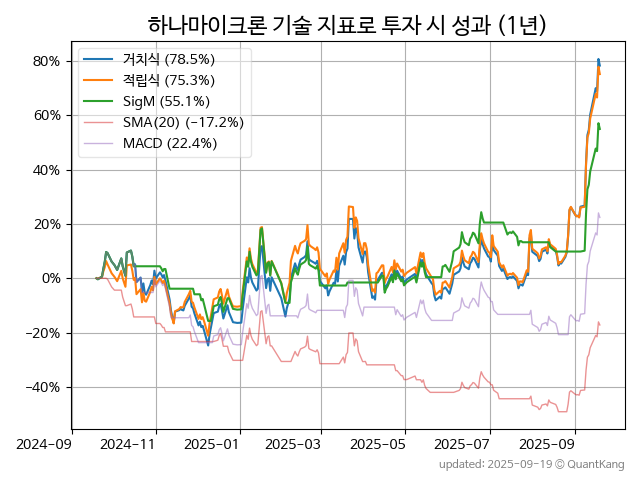 하나마이크론 기술 지표로 투자 시 성과 (1년)
거치식 (78.5%)
적립식 (75.3%)
SigM (55.1%)
SMA(20) (−17.2%)
MACD (22.4%)
80%
60%
40%
20%
0%
−20%
−40%
2024-09 2024-11 2025-01 2025-03 2025-05 2025-07 2025-09
updated: 2025-09-19 © QuantKang